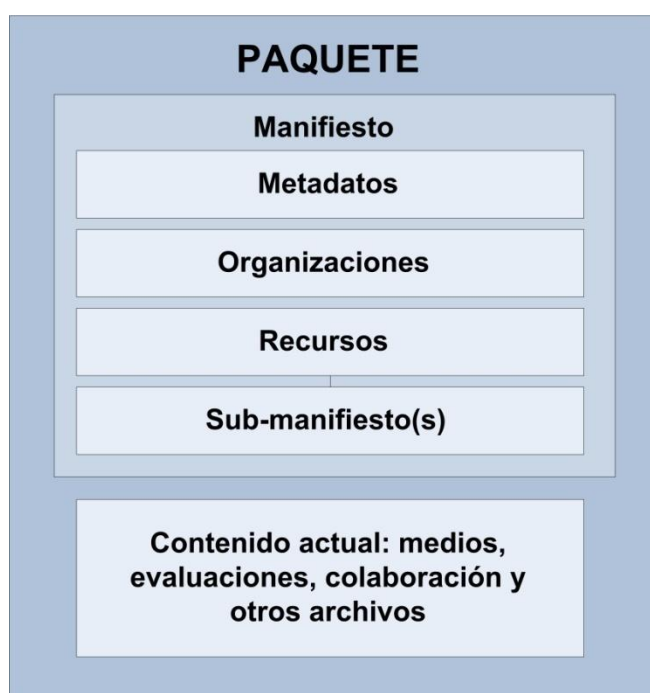 PAQUETE
Manifiesto
Metadatos
Organizaciones
Recursos
Sub-manifiesto(s)
Contenido actual: medios,
evaluaciones, colaboración y
otros archivos